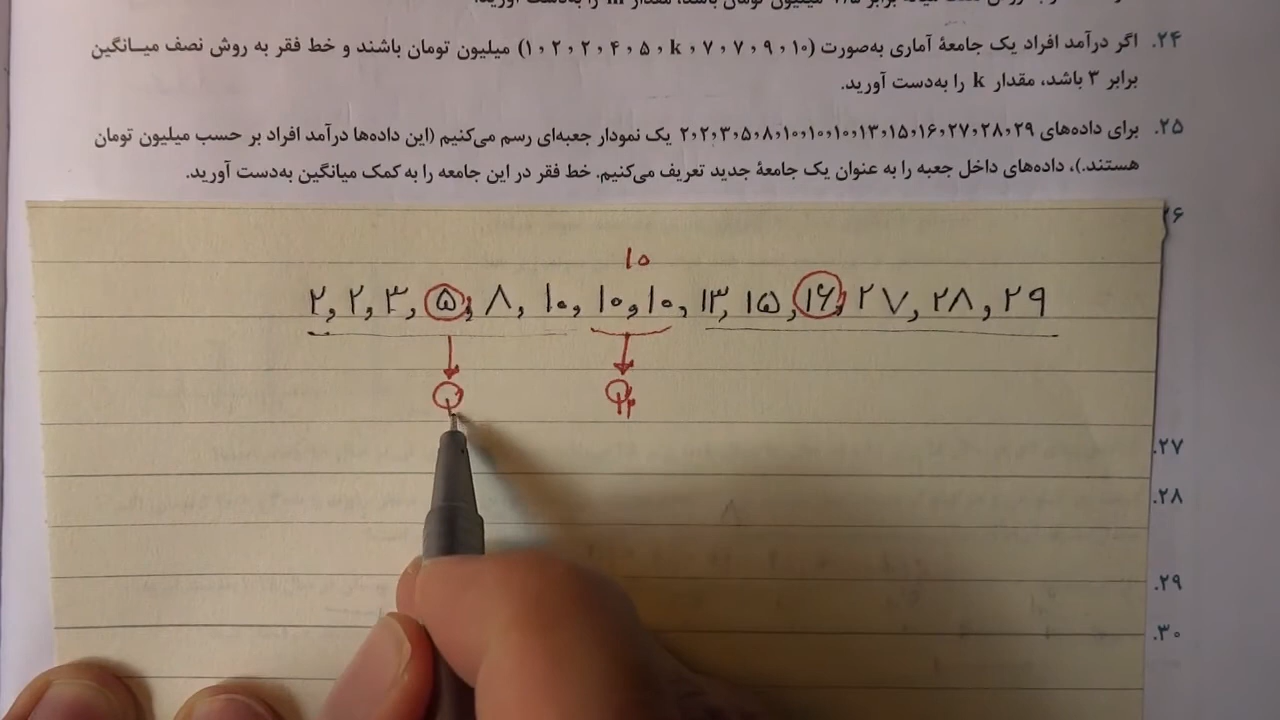 را به‌دست آورید.
۲۴. اگر درآمد افراد یک جامعهٔ آماری به‌صورت (۱ , ۲ , ۲ , ۴ , ۵ , k , ۷ , ۷ , ۹ , ۱۰) میلیون تومان باشند و خط فقر به روش نصف میـانگین
برابر ۳ باشد، مقدار k را به‌دست آورید.
۲۵. برای داده‌های ۲,۲,۳,۵,۸,۱۰,۱۰,۱۰,۱۳,۱۵,۱۶,۲۷,۲۸,۲۹ یک نمودار جعبه‌ای رسم می‌کنیم (این داده‌ها درآمد افراد بر حسب میلیون تومان
هستند.)، داده‌های داخل جعبه را به عنوان یک جامعهٔ جدید تعریف می‌کنیم. خط فقر در این جامعه را به کمک میانگین به‌دست آورید.
۲۶
۱۰
۲, ۲, ۳, ۵, ۸, ۱۰, ۱۰, ۱۰, ۱۳, ۱۵, ۱۶, ۲۷, ۲۸, ۲۹
۲۷.
۲۸.
۲۹.
۳۰.